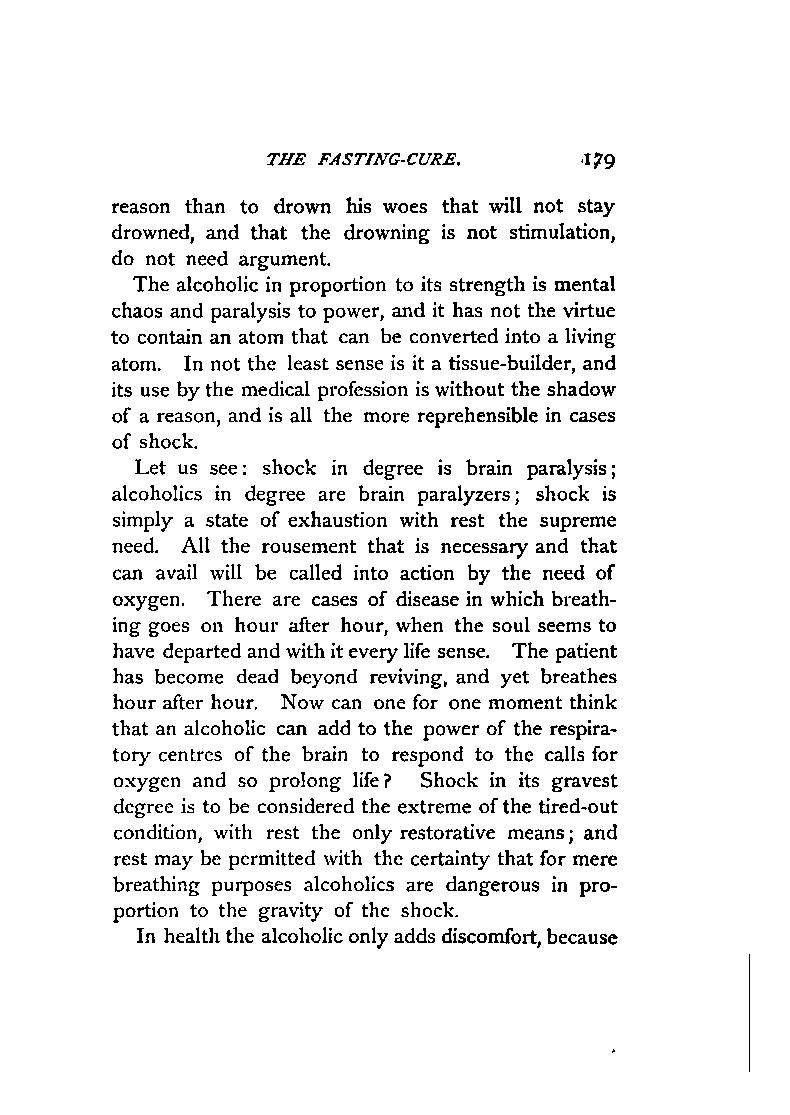 THE FASTING-CURE. 179
reason than to drown his woes that will not stay
drowned, and that the drowning is not stimulation,
do not need argument.
The alcoholic in proportion to its strength is mental
chaos and paralysis to power, and it has not the virtue
to contain an atom that can be converted into a living
atom. In not the least sense is it a tissue-builder, and
its use by the medical profession is without the shadow
of a reason, and is all the more reprehensible in cases
of shock.
Let us see: shock in degree is brain paralysis;
alcoholics in degree are brain paralyzers; shock is
simply a state of exhaustion with rest the supreme
need. All the rousement that is necessary and that
can avail will be called into action by the need of
oxygen. There are cases of disease in which breath-
ing goes on hour after hour, when the soul seems to
have departed and with it every life sense. The patient
has become dead beyond reviving, and yet breathes
hour after hour. Now can one for one moment think
that an alcoholic can add to the power of the respira-
tory centres of the brain to respond to the calls for
oxygen and so prolong life? Shock in its gravest
degree is to be considered the extreme of the tired-out
condition, with rest the only restorative means; and
rest may be permitted with the certainty that for mere
breathing purposes alcoholics are dangerous in pro-
portion to the gravity of the shock.
In health the alcoholic only adds discomfort, because